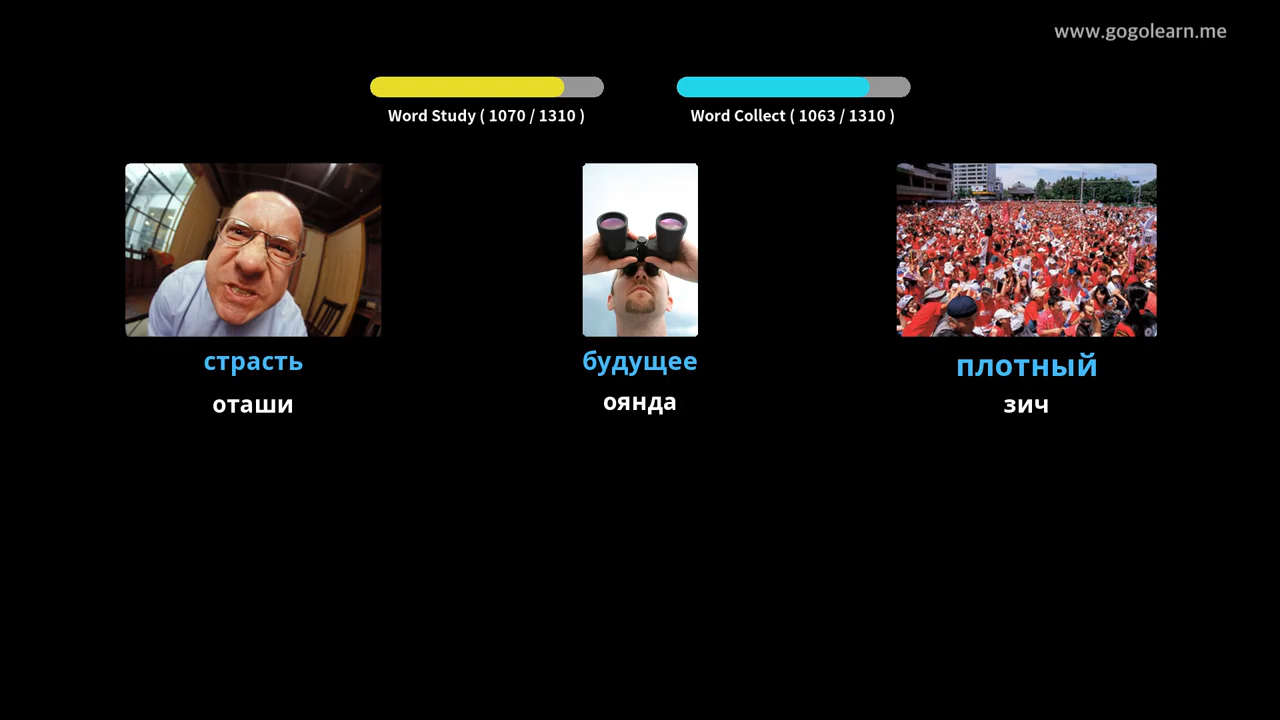 www.gogolearn.me
Word Study ( 1070 / 1310 )
Word Collect ( 1063 / 1310 )
страсть
будущее
плотный
оташи
оянда
зич